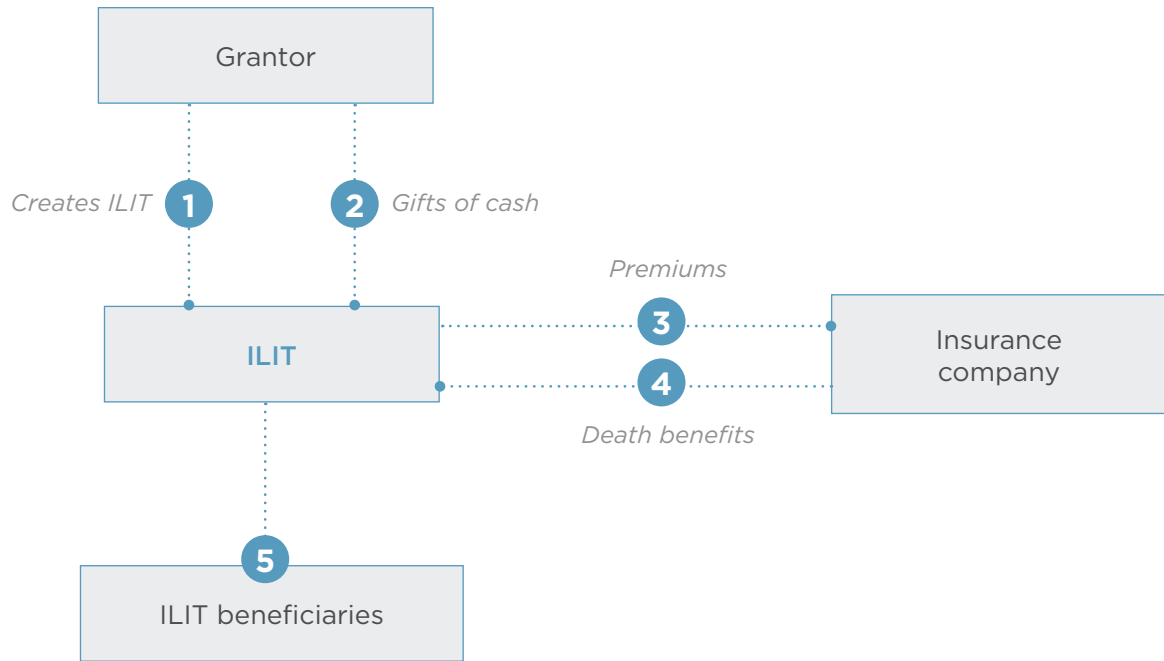 Grantor
Creates ILIT
1
2
Gifts of cash
Premiums
3
ILIT
Insurance
company
4
Death benefits
5
ILIT beneficiaries